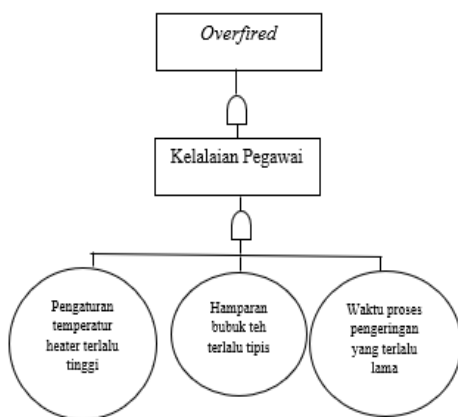 Overfired
Kelalaian Pegawai
Pengaturan
temperatur
heater terlalu
tinggi
Hamparan
bubuk teh
terlalu tipis
Waktu proses
pengeringan
yang terlalu
lama